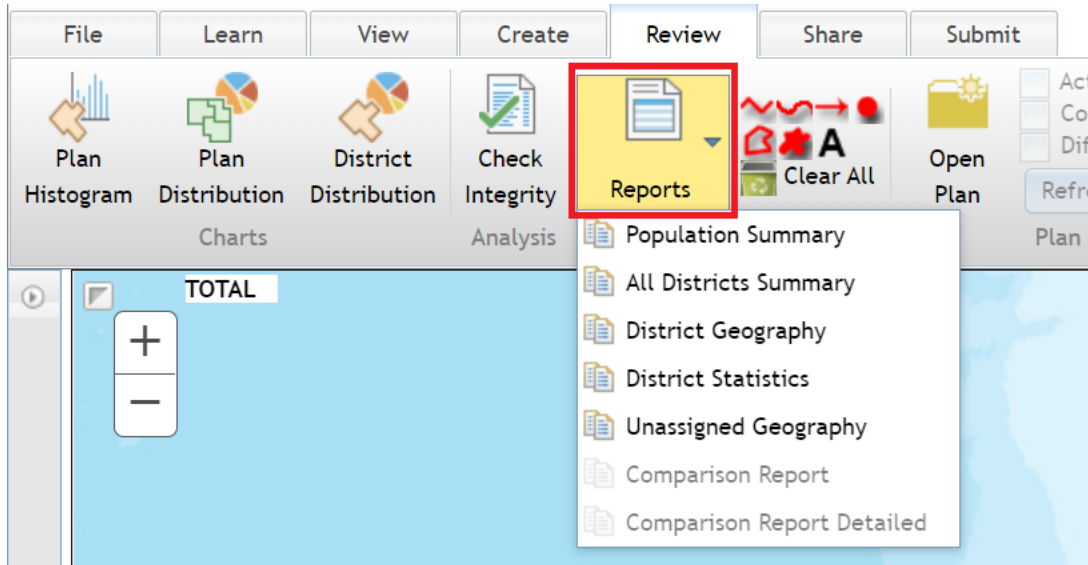 File Learn View Create Review Share Submit
Plan Histogram
Plan Distribution
District Distribution
Check Integrity
Reports
A
Clear All
Open Plan
Charts
Analysis
Plan
TOTAL
+
−
Population Summary
All Districts Summary
District Geography
District Statistics
Unassigned Geography
Comparison Report
Comparison Report Detailed